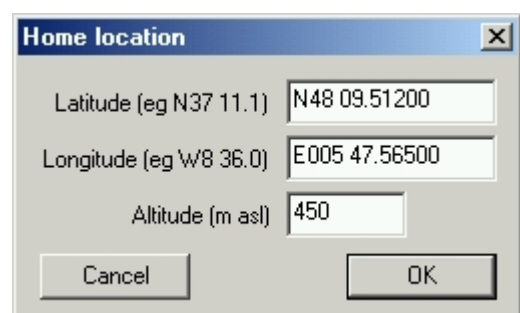 Home location
Latitude (eg N37 11.1) N48 09.51200
Longitude (eg W8 36.0) E005 47.56500
Altitude (m asl) 450
Cancel OK